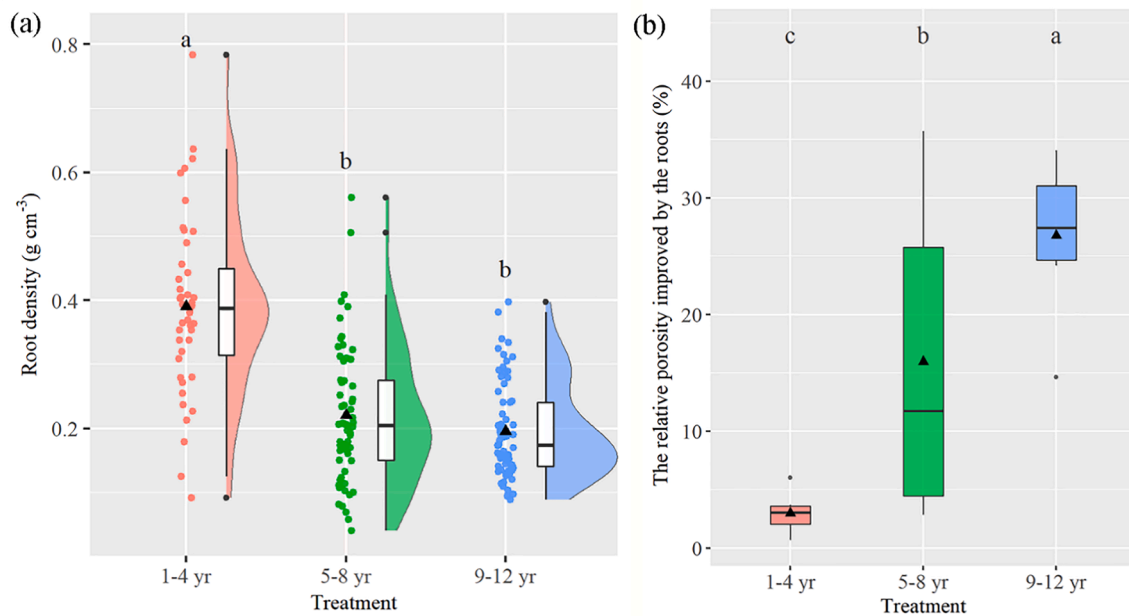 (a)
Root density (g cm⁻³)
0.8
0.6
0.4
0.2
a
b
b
1-4 yr
5-8 yr
9-12 yr
Treatment
(b)
The relative porosity improved by the roots (%)
40
30
20
10
0
c
b
a
1-4 yr
5-8 yr
9-12 yr
Treatment